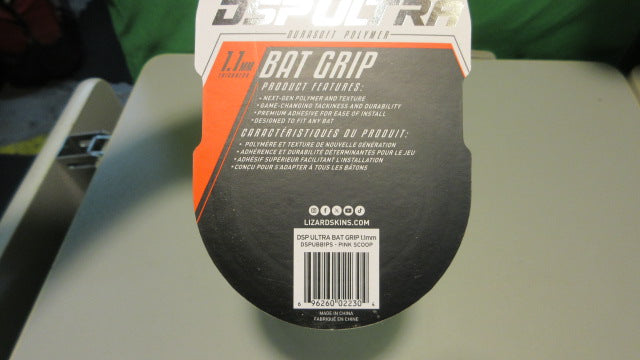 DSP ULTRA
DURASOFT POLYMER
1.1MM
THICKNESS
BAT GRIP
PRODUCT FEATURES:
• NEXT-GEN POLYMER AND TEXTURE
• GAME-CHANGING TACKINESS AND DURABILITY
• PREMIUM ADHESIVE FOR EASE OF INSTALL
• DESIGNED TO FIT ANY BAT
CARACTÉRISTIQUES DU PRODUIT:
• POLYMÈRE ET TEXTURE DE NOUVELLE GÉNÉRATION
• ADHÉRENCE ET DURABILITÉ DÉTERMINANTES POUR LE JEU
• ADHÉSIF SUPÉRIEUR FACILITANT L'INSTALLATION
• CONÇU POUR S'ADAPTER À TOUS LES BÂTONS
LIZARDSKINS.COM
DSP ULTRA BAT GRIP 1.1mm
DSPUBB1PS - PINK SCOOP
6 96260 02230 4
MADE IN CHINA
FABRIQUÉ EN CHINE